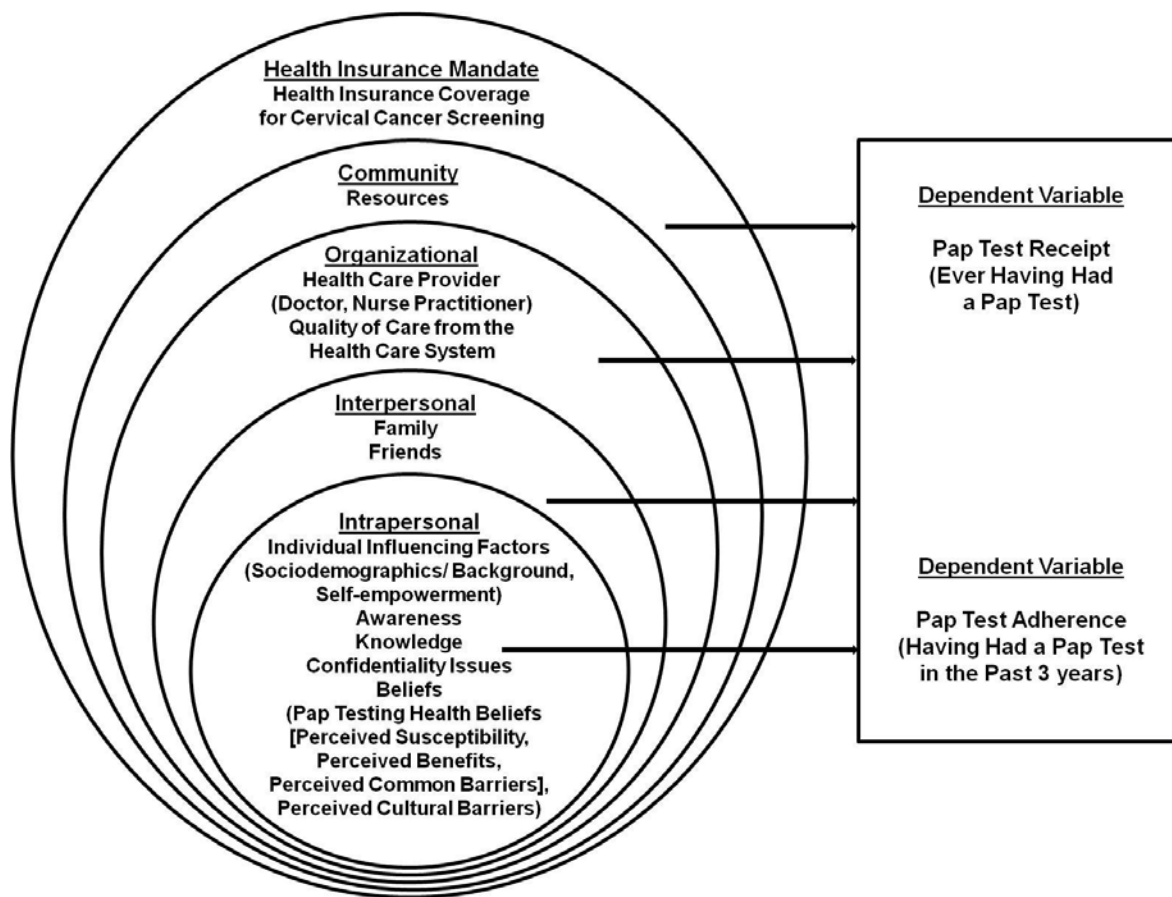 Health Insurance Mandate
Health Insurance Coverage
for Cervical Cancer Screening
Community
Resources
Organizational
Health Care Provider
(Doctor, Nurse Practitioner)
Quality of Care from the
Health Care System
Interpersonal
Family
Friends
Intrapersonal
Individual Influencing Factors
(Sociodemographics/ Background,
Self-empowerment)
Awareness
Knowledge
Confidentiality Issues
Beliefs
(Pap Testing Health Beliefs
[Perceived Susceptibility,
Perceived Benefits,
Perceived Common Barriers],
Perceived Cultural Barriers)
Dependent Variable
Pap Test Receipt
(Ever Having Had
a Pap Test)
Dependent Variable
Pap Test Adherence
(Having Had a Pap Test
in the Past 3 years)